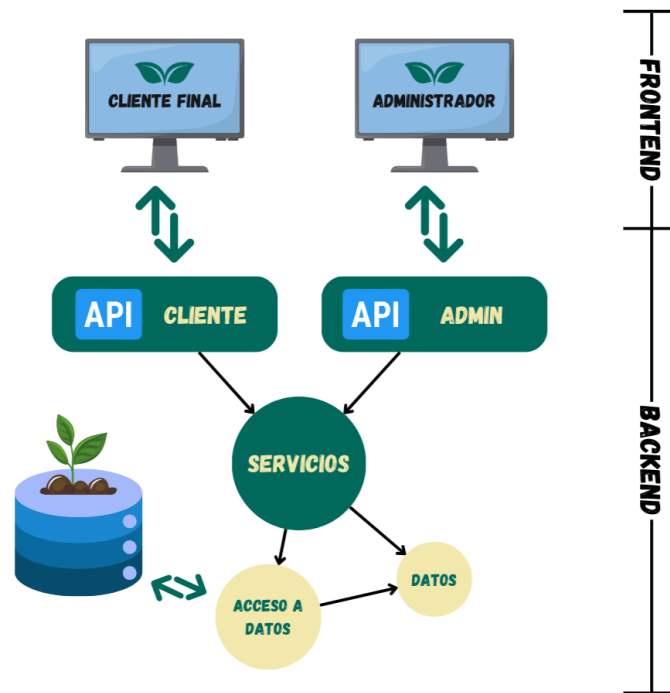 CLIENTE FINAL
ADMINISTRADOR
FRONTEND
API CLIENTE
API ADMIN
BACKEND
SERVICIOS
DATOS
ACCESO A
DATOS